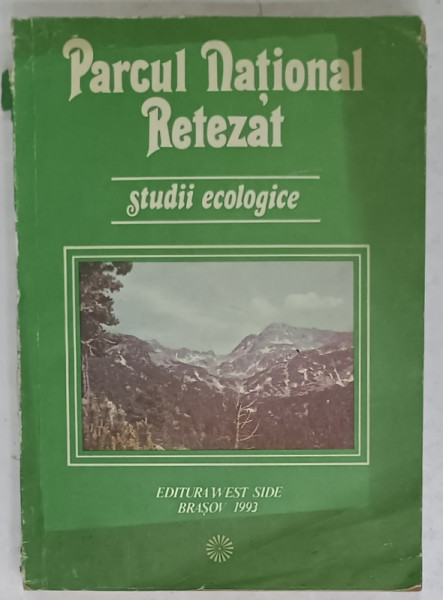 Parcul Național
Retezat
studii ecologice
EDITURA WEST SIDE
BRAȘOV 1993